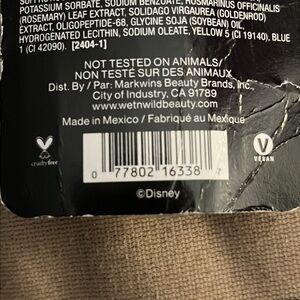 POTASSIUM SORBATE, SODIUM BENZOATE, ROSMARINUS OFFICINALIS
(ROSEMARY) LEAF EXTRACT, SOLIDAGO VIRGAUREA (GOLDENROD)
EXTRACT, OLIGOPEPTIDE-68, GLYCINE SOJA (SOYBEAN) OIL,
HYDROGENATED LECITHIN, SODIUM OLEATE, YELLOW 5 (CI 19140), BLUE
1 (CI 42090). [2404-1]
NOT TESTED ON ANIMALS/
NON TESTÉ SUR DES ANIMAUX
Dist. By / Par: Markwins Beauty Brands, Inc.
City of Industry, CA 91789
www.wetnwildbeauty.com
Made in Mexico / Fabriqué au Mexique
crueltyfree
V
VEGAN
0 77802 16338 7
©Disney